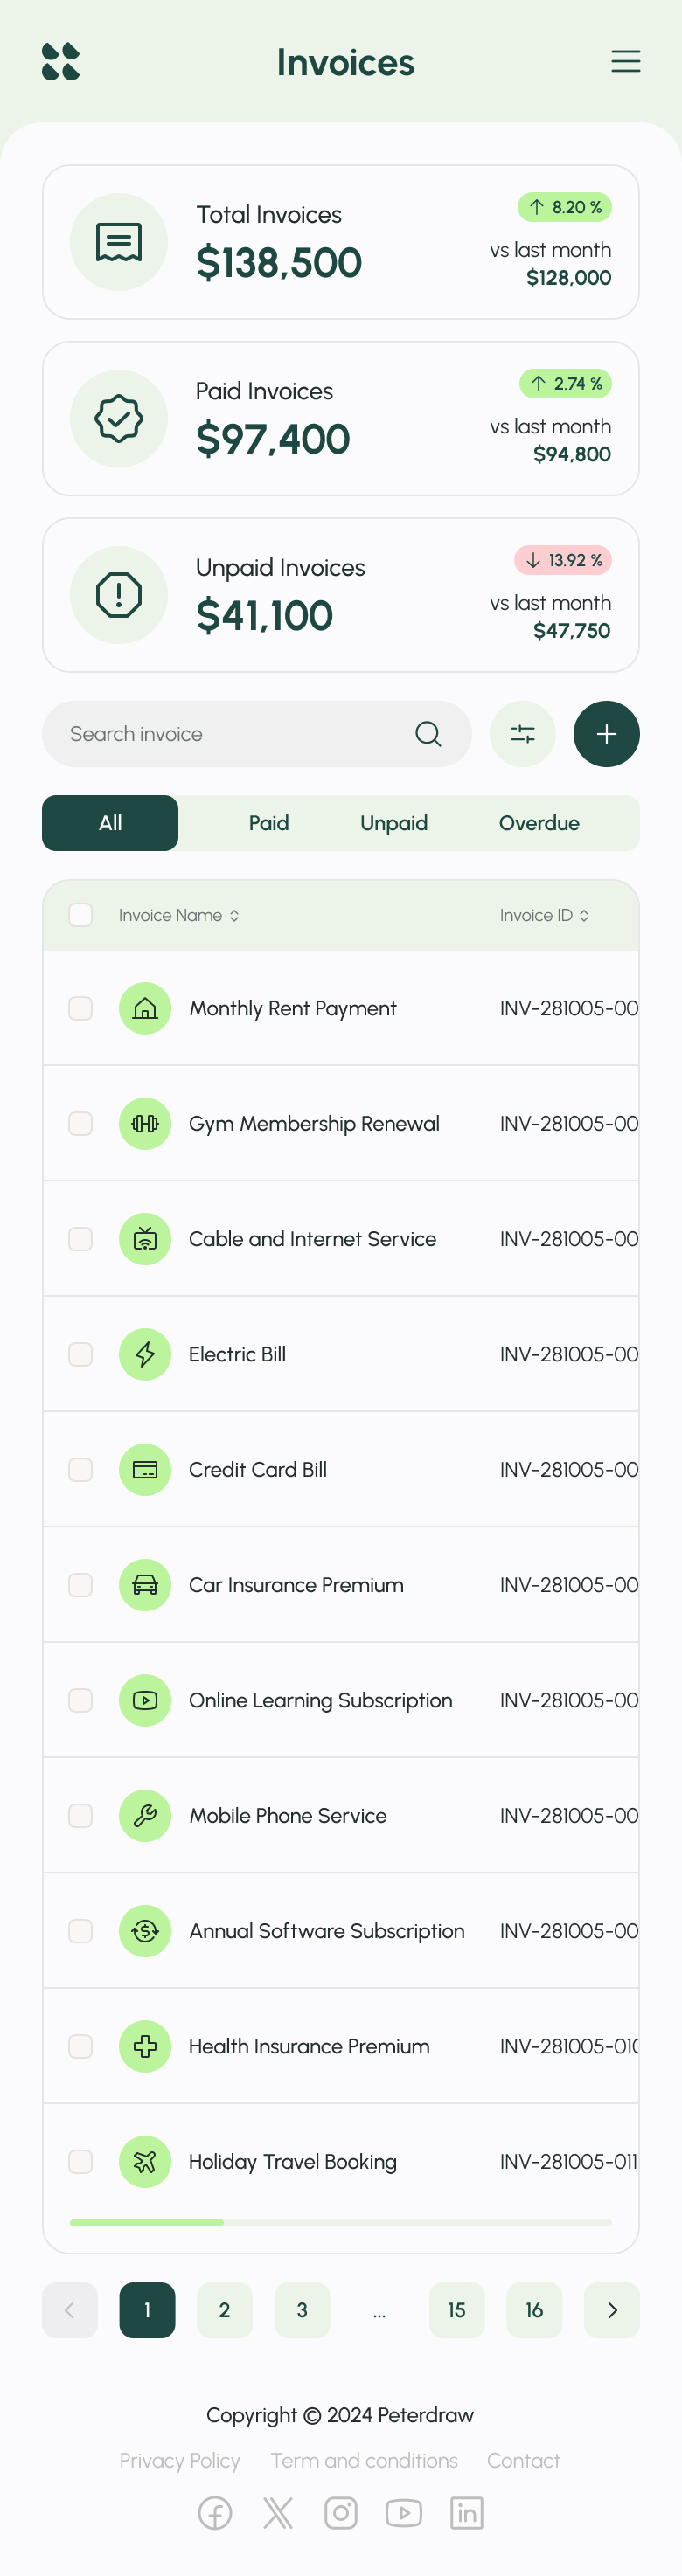 Invoices
Total Invoices
$138,500
8.20 %
vs last month
$128,000
Paid Invoices
$97,400
2.74 %
vs last month
$94,800
Unpaid Invoices
$41,100
13.92 %
vs last month
$47,750
Search invoice
All Paid Unpaid Overdue
Invoice Name Invoice ID
Monthly Rent Payment INV-281005-00
Gym Membership Renewal INV-281005-00
Cable and Internet Service INV-281005-00
Electric Bill INV-281005-00
Credit Card Bill INV-281005-00
Car Insurance Premium INV-281005-00
Online Learning Subscription INV-281005-00
Mobile Phone Service INV-281005-00
Annual Software Subscription INV-281005-00
Health Insurance Premium INV-281005-010
Holiday Travel Booking INV-281005-011
1 2 3 ... 15 16
Copyright © 2024 Peterdraw
Privacy Policy Term and conditions Contact